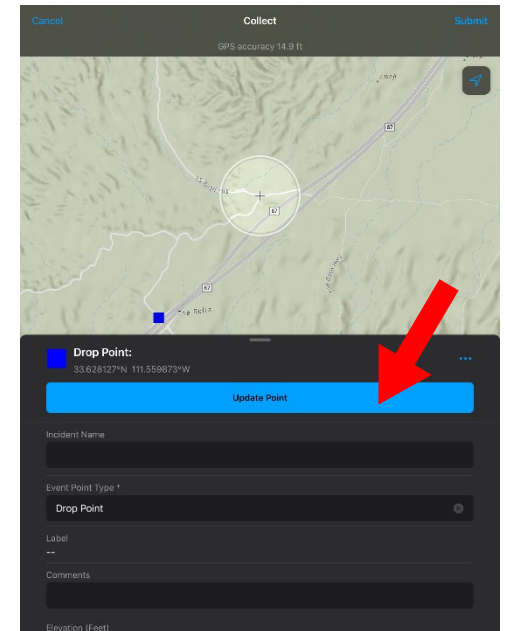 Cancel Collect Submit
GPS accuracy 14.9 ft
87
87
87
Drop Point:
33.628127°N 111.559873°W
Update Point
Incident Name
Event Point Type *
Drop Point
Label
--
Comments
Elevation (Feet)